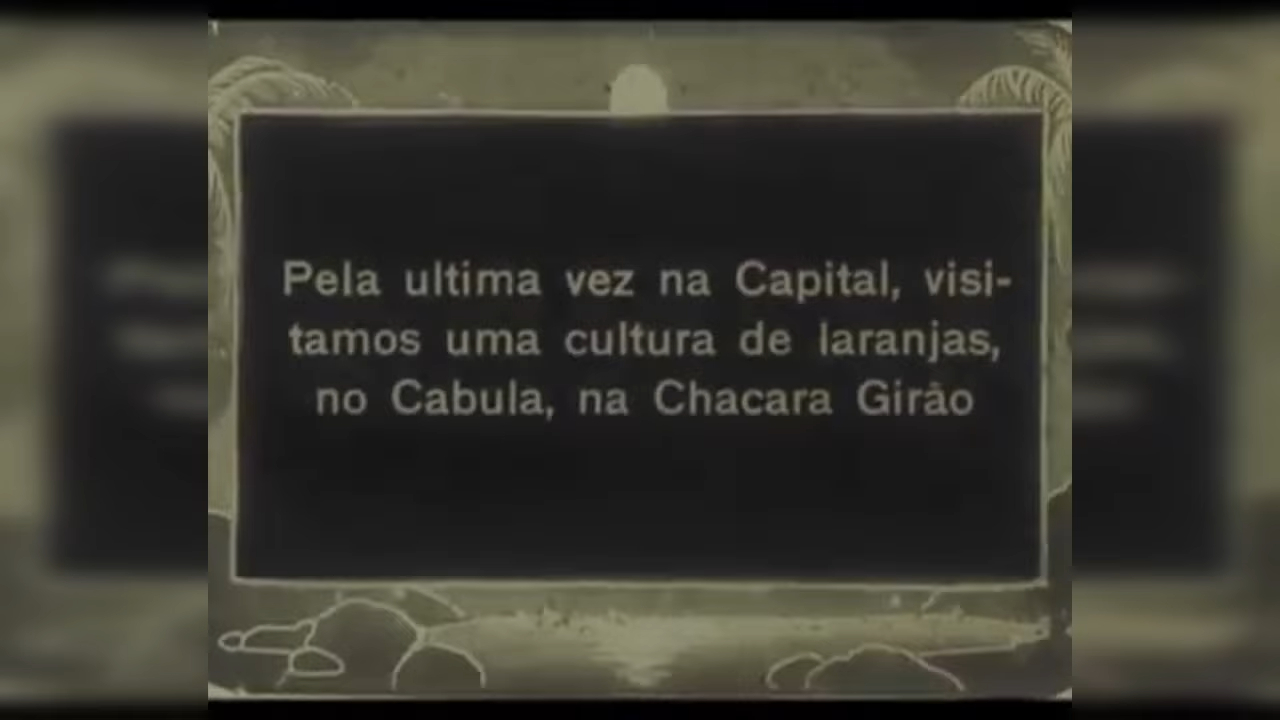 Pela ultima vez na Capital, visi-
tamos uma cultura de laranjas,
no Cabula, na Chacara Girão